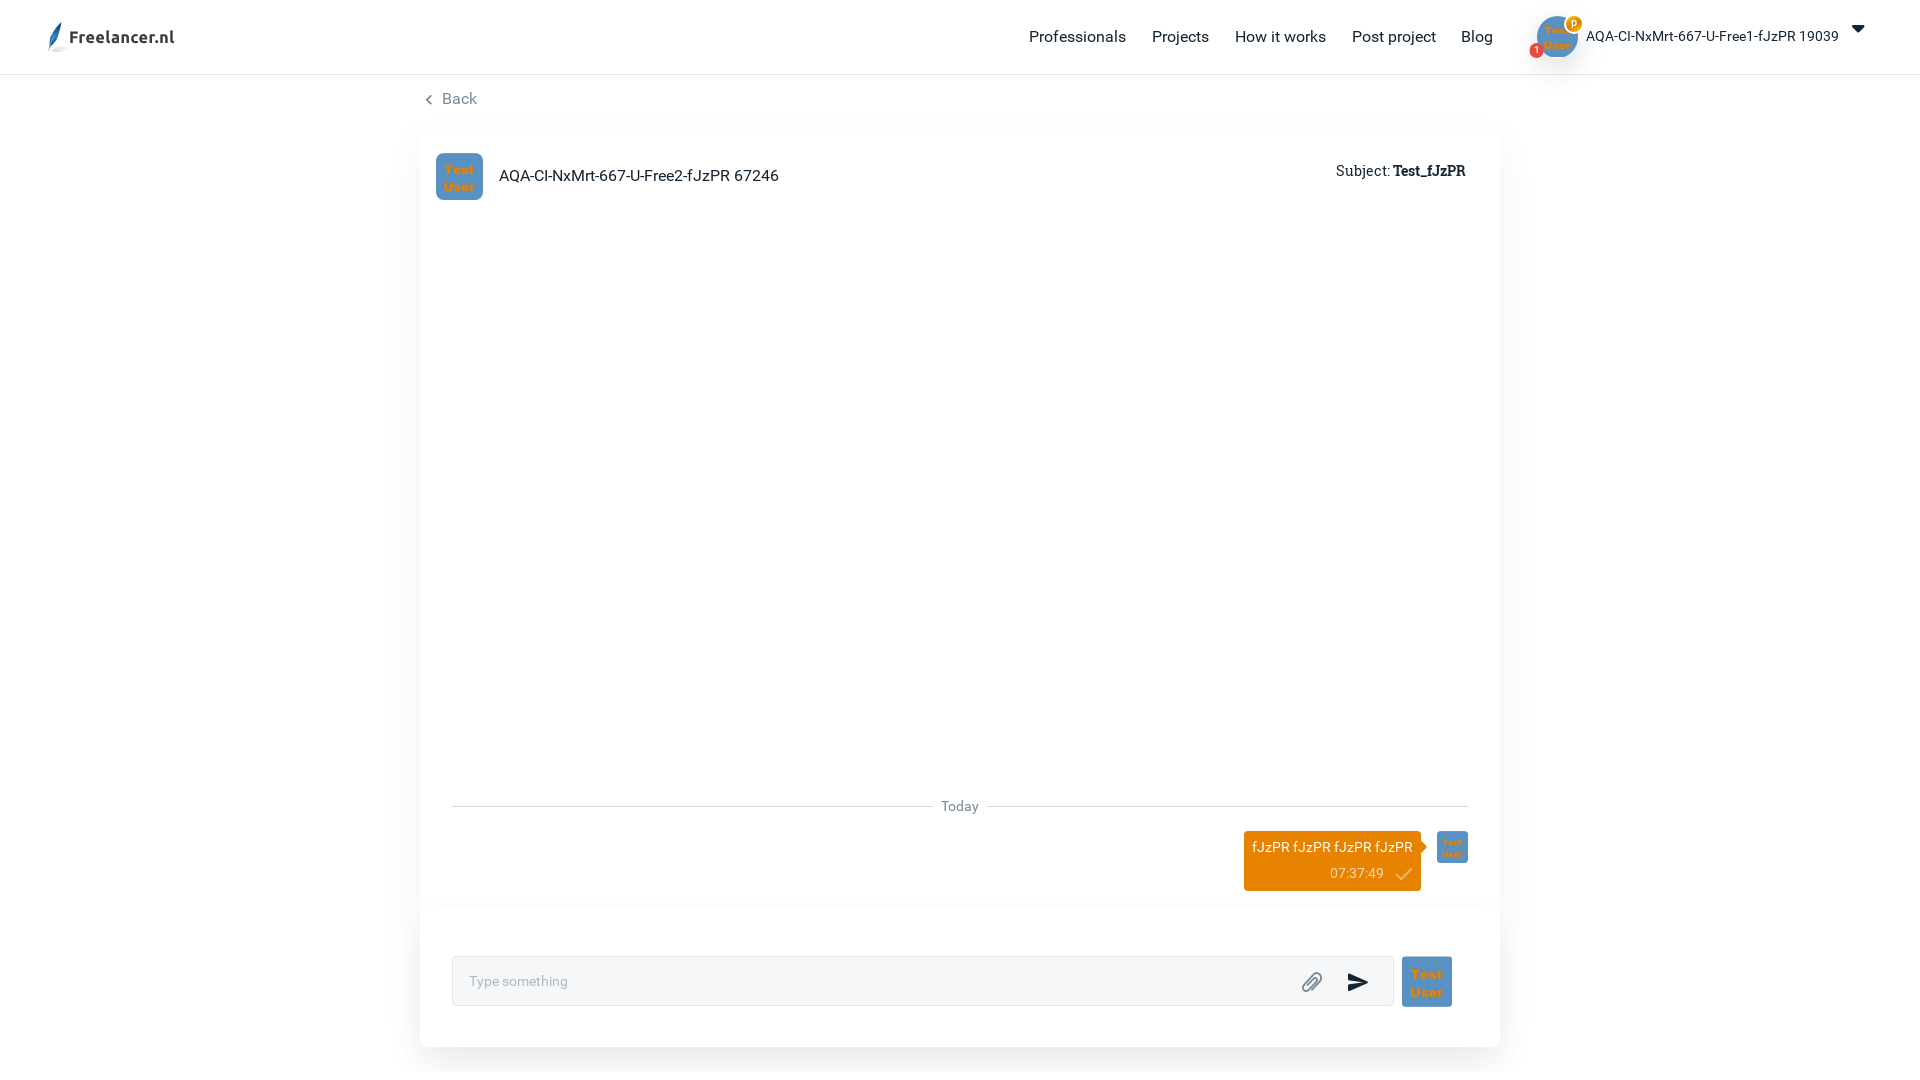 Freelancer.nl
Professionals Projects How it works Post project Blog
p
Test
User
1
AQA-CI-NxMrt-667-U-Free1-fJzPR 19039
Back
Test
User
AQA-CI-NxMrt-667-U-Free2-fJzPR 67246
Subject: Test_fJzPR
Today
fJzPR fJzPR fJzPR fJzPR
07:37:49
Test
User
Type something
Test
User